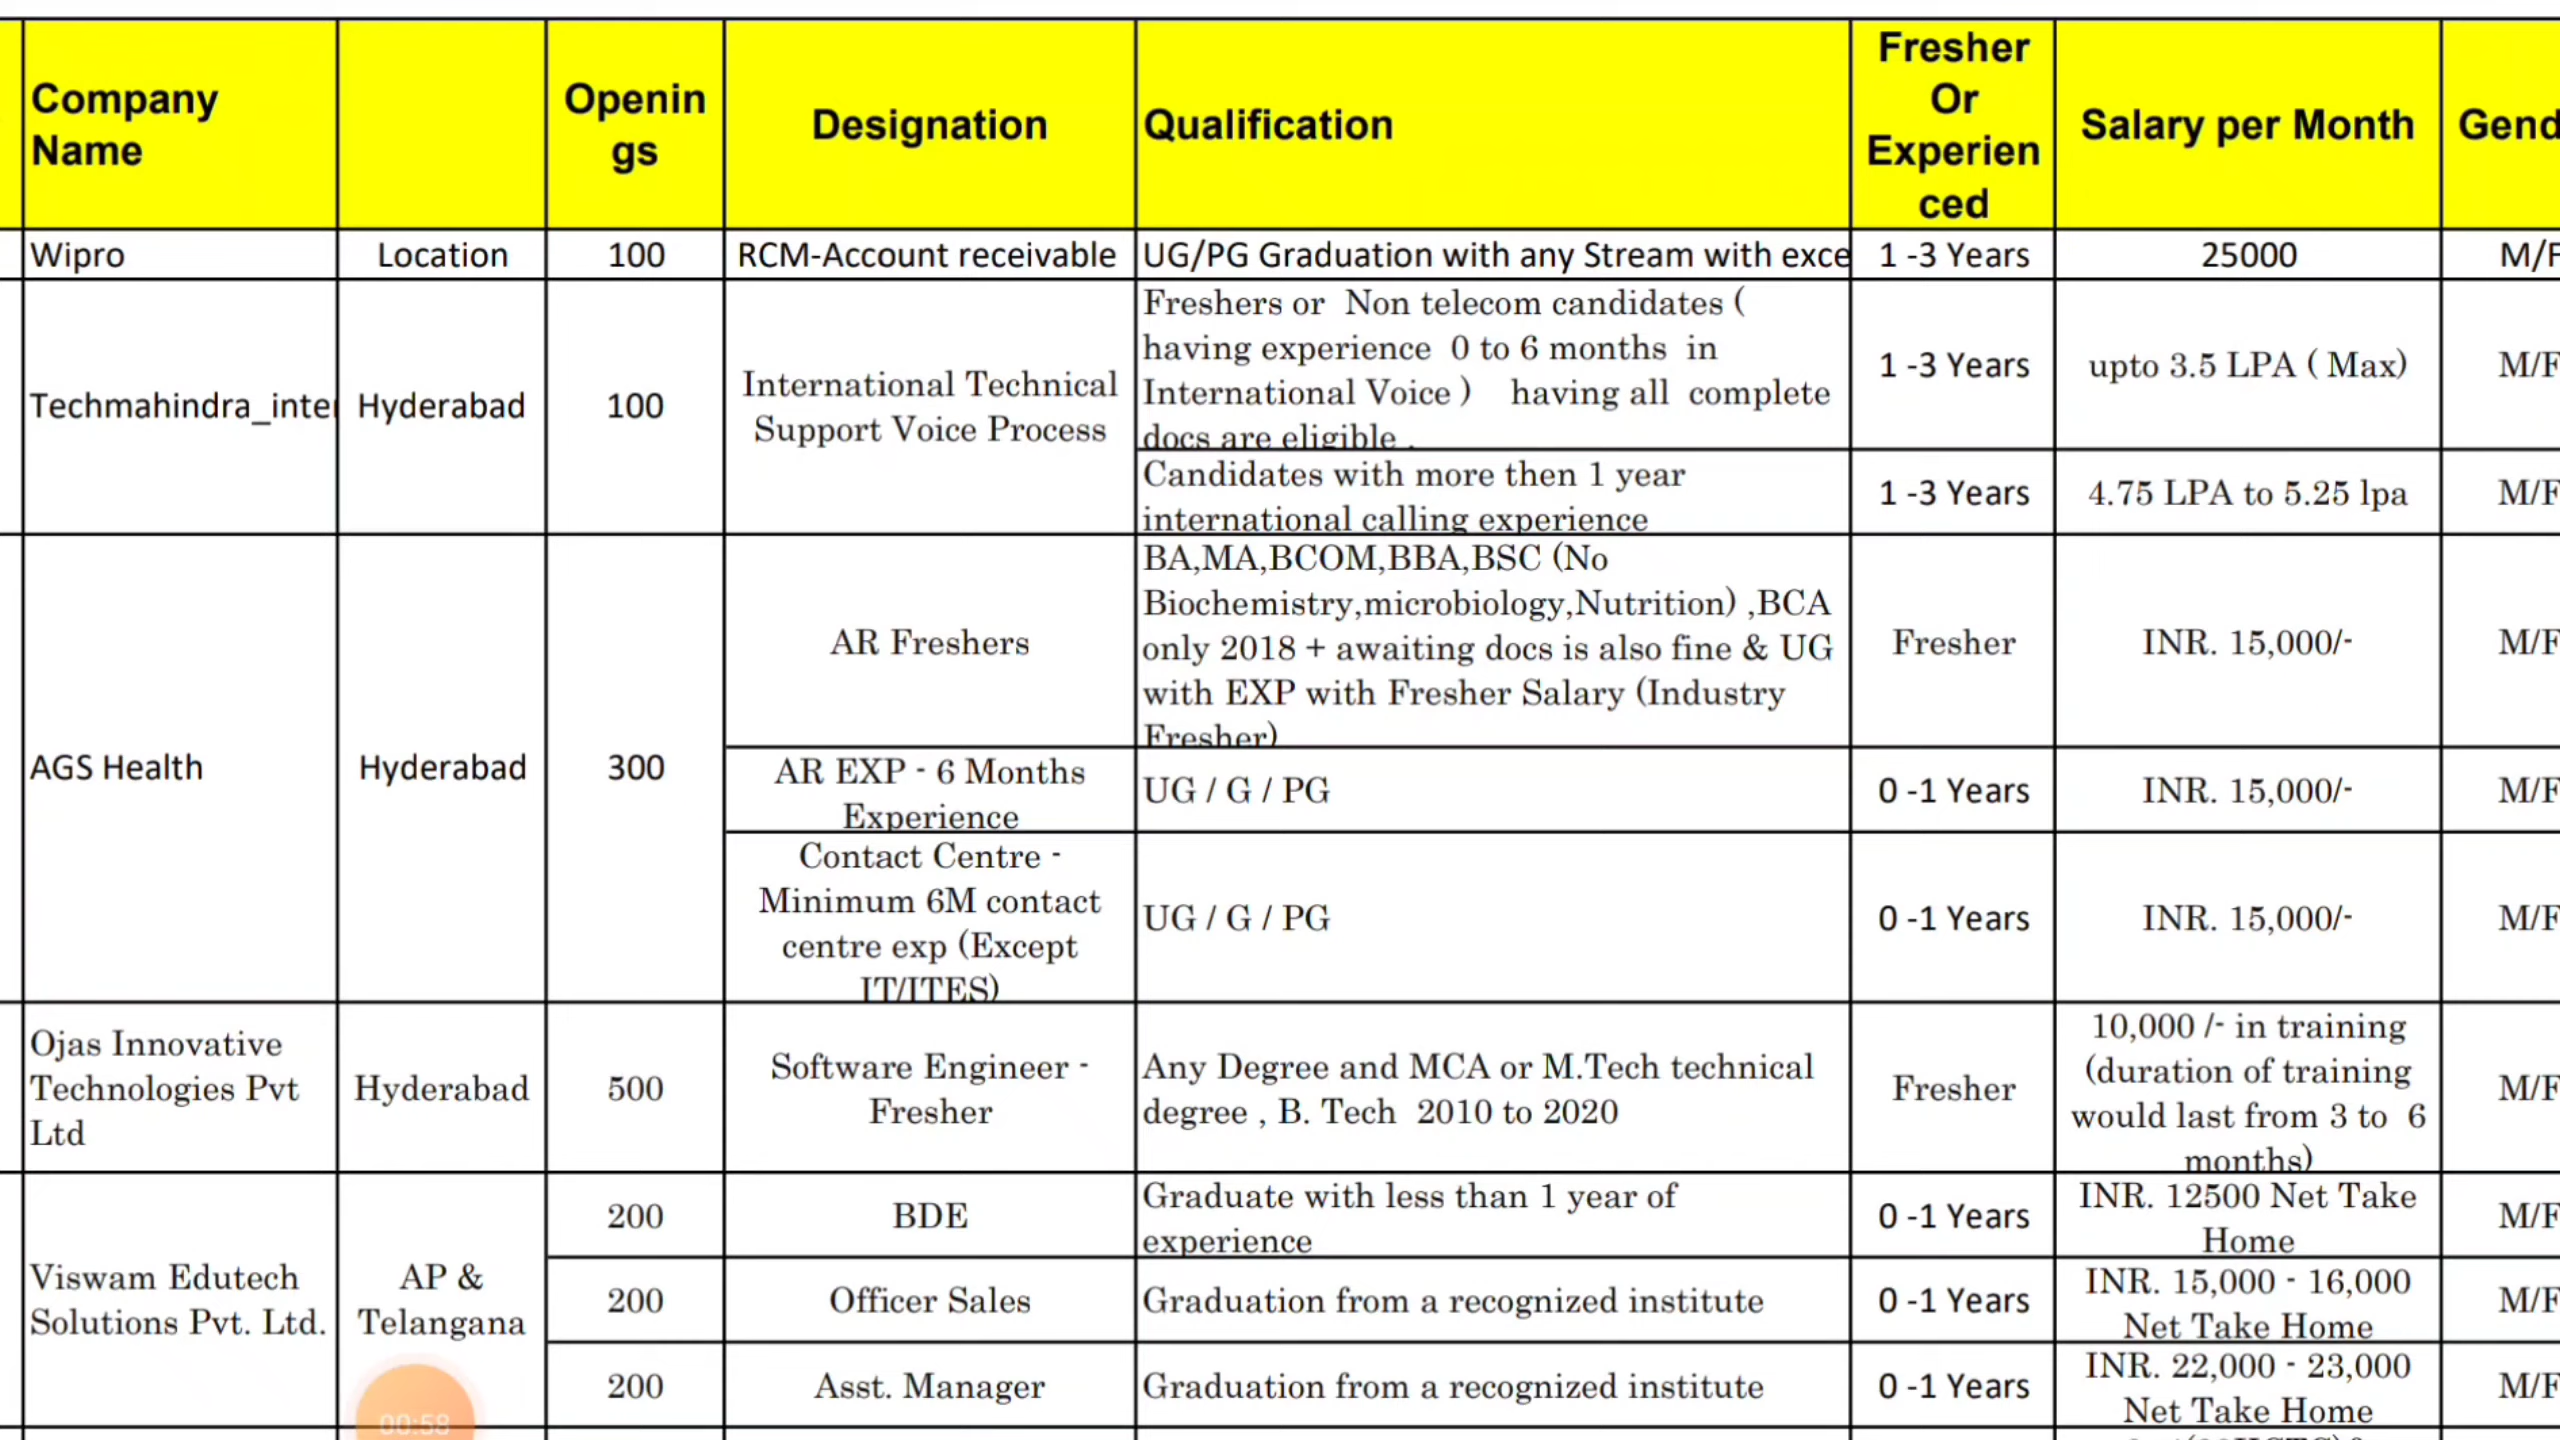 Company Name
Openings
Designation
Qualification
Fresher Or Experienced
Salary per Month
Wipro
Location
100
RCM-Account receivable
UG/PG Graduation with any Stream with exce
1 -3 Years
25000
M/F
Techmahindra_inter
Hyderabad
100
International Technical
Support Voice Process
Freshers or Non telecom candidates (
having experience 0 to 6 months in
International Voice ) having all complete
docs are eligible .
1 -3 Years
upto 3.5 LPA ( Max)
M/F
Candidates with more then 1 year
international calling experience
1 -3 Years
4.75 LPA to 5.25 lpa
M/F
AGS Health
Hyderabad
300
AR Freshers
BA,MA,BCOM,BBA,BSC (No
Biochemistry,microbiology,Nutrition) ,BCA
only 2018 + awaiting docs is also fine & UG
with EXP with Fresher Salary (Industry
Fresher)
Fresher
INR. 15,000/-
M/F
AR EXP - 6 Months
Experience
UG / G / PG
0 -1 Years
INR. 15,000/-
M/F
Contact Centre -
Minimum 6M contact
centre exp (Except
IT/ITES)
UG / G / PG
0 -1 Years
INR. 15,000/-
M/F
Ojas Innovative
Technologies Pvt
Ltd
Hyderabad
500
Software Engineer -
Fresher
Any Degree and MCA or M.Tech technical
degree , B. Tech 2010 to 2020
Fresher
10,000 /- in training
(duration of training
would last from 3 to 6
months)
M/F
Viswam Edutech
Solutions Pvt. Ltd.
AP &
Telangana
200
BDE
Graduate with less than 1 year of
experience
0 -1 Years
INR. 12500 Net Take
Home
M/F
200
Officer Sales
Graduation from a recognized institute
0 -1 Years
INR. 15,000 - 16,000
Net Take Home
M/F
200
Asst. Manager
Graduation from a recognized institute
0 -1 Years
INR. 22,000 - 23,000
Net Take Home
M/F
00:58